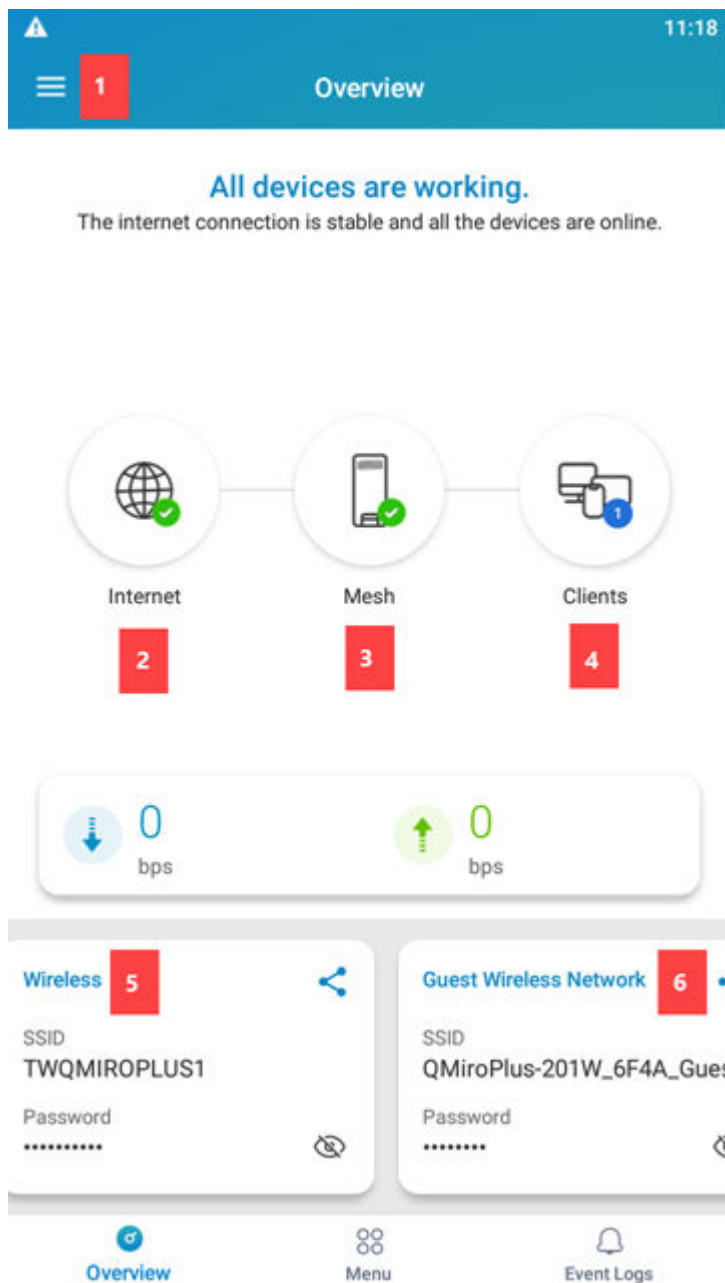 11:18
1
Overview
All devices are working.
The internet connection is stable and all the devices are online.
1
Internet Mesh Clients
2 3 4
0 0
bps bps
Wireless 5 Guest Wireless Network 6
SSID SSID
TWQMIROPLUS1 QMiroPlus-201W_6F4A_Gues
Password Password
•••••••••• ••••••••
Overview Menu Event Logs